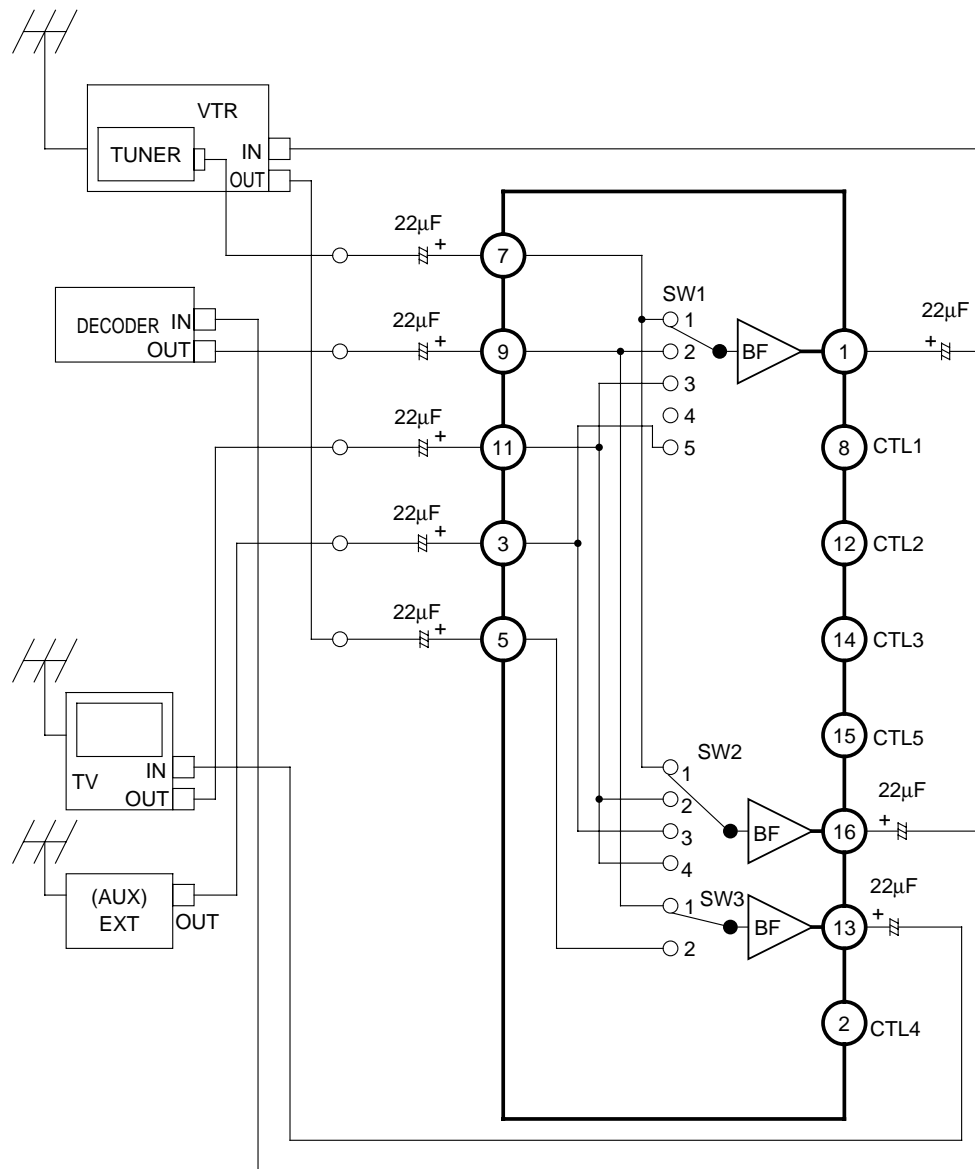 VTR
TUNER
IN
OUT
22μF
+
7
SW1
1
DECODER
IN
OUT
22μF
+
9
2
BF
1
22μF
+
3
4
22μF
+
11
5
8
CTL1
22μF
+
3
12
CTL2
22μF
+
5
14
CTL3
15
CTL5
SW2
TV
IN
OUT
1
2
3
4
BF
16
22μF
+
(AUX)
EXT
OUT
SW3
1
2
BF
13
22μF
+
2
CTL4